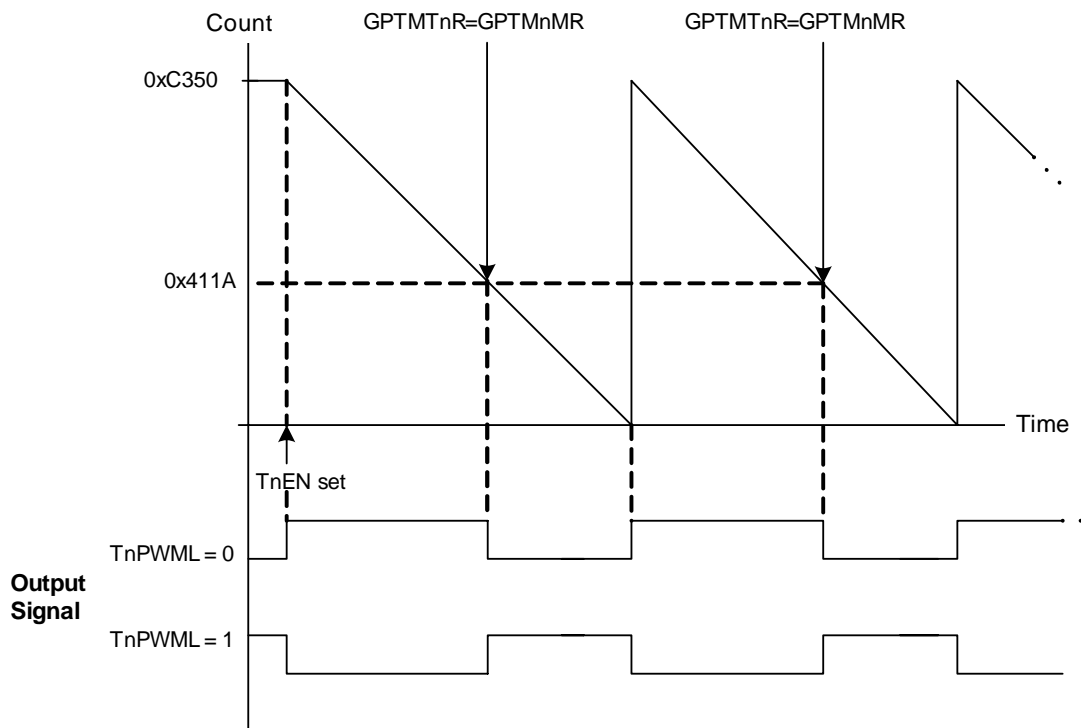 Count
GPTMTnR=GPTMnMR
GPTMTnR=GPTMnMR
0xC350
0x411A
Time
TnEN set
TnPWML = 0
Output
Signal
TnPWML = 1